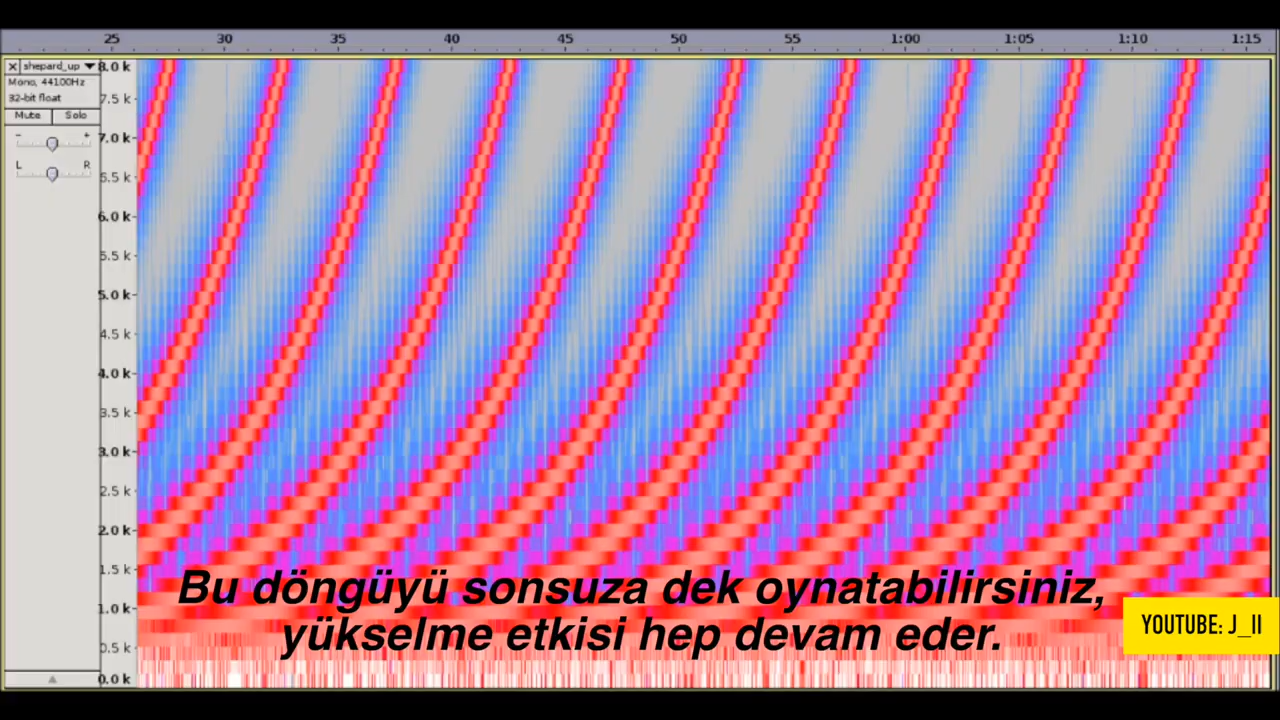 25 30 35 40 45 50 55 1:00 1:05 1:10 1:15
X shepard_up ▼
Mono, 44100Hz
32-bit float
Mute Solo
- +
L R
8.0 k
7.5 k
7.0 k
6.5 k
6.0 k
5.5 k
5.0 k
4.5 k
4.0 k
3.5 k
3.0 k
2.5 k
2.0 k
1.5 k
1.0 k
0.5 k
0.0 k
Bu döngüyü sonsuza dek oynatabilirsiniz,
yükselme etkisi hep devam eder.
YOUTUBE: J_II